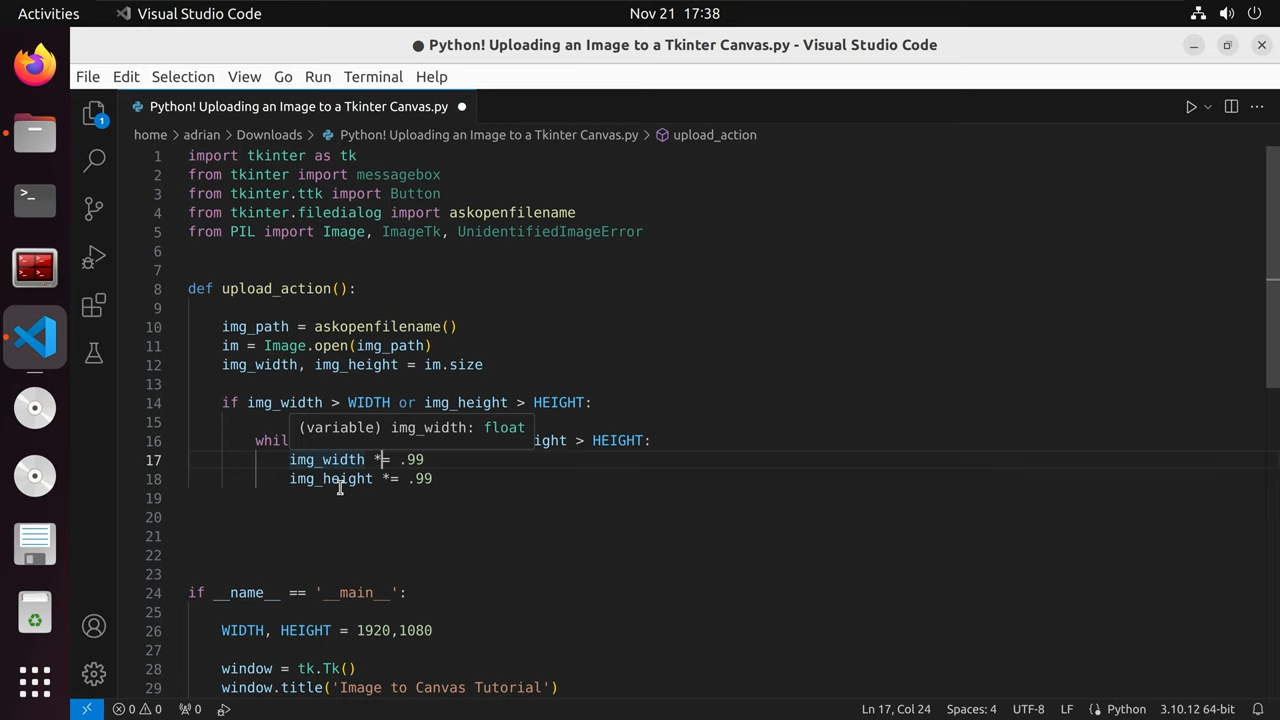 Activities Visual Studio Code Nov 21 17:38
● Python! Uploading an Image to a Tkinter Canvas.py - Visual Studio Code
File Edit Selection View Go Run Terminal Help
Python! Uploading an Image to a Tkinter Canvas.py ●
home > adrian > Downloads > Python! Uploading an Image to a Tkinter Canvas.py > upload_action
1 import tkinter as tk
2 from tkinter import messagebox
3 from tkinter.ttk import Button
4 from tkinter.filedialog import askopenfilename
5 from PIL import Image, ImageTk, UnidentifiedImageError
6
7
8 def upload_action():
9
10 img_path = askopenfilename()
11 im = Image.open(img_path)
12 img_width, img_height = im.size
13
14 if img_width > WIDTH or img_height > HEIGHT:
15 (variable) img_width: float
16 whil ight > HEIGHT:
17 img_width *= .99
18 img_height *= .99
19
20
21
22
23
24 if __name__ == '__main__':
25
26 WIDTH, HEIGHT = 1920,1080
27
28 window = tk.Tk()
29 window.title('Image to Canvas Tutorial')
0 0 0 Ln 17, Col 24 Spaces: 4 UTF-8 LF Python 3.10.12 64-bit